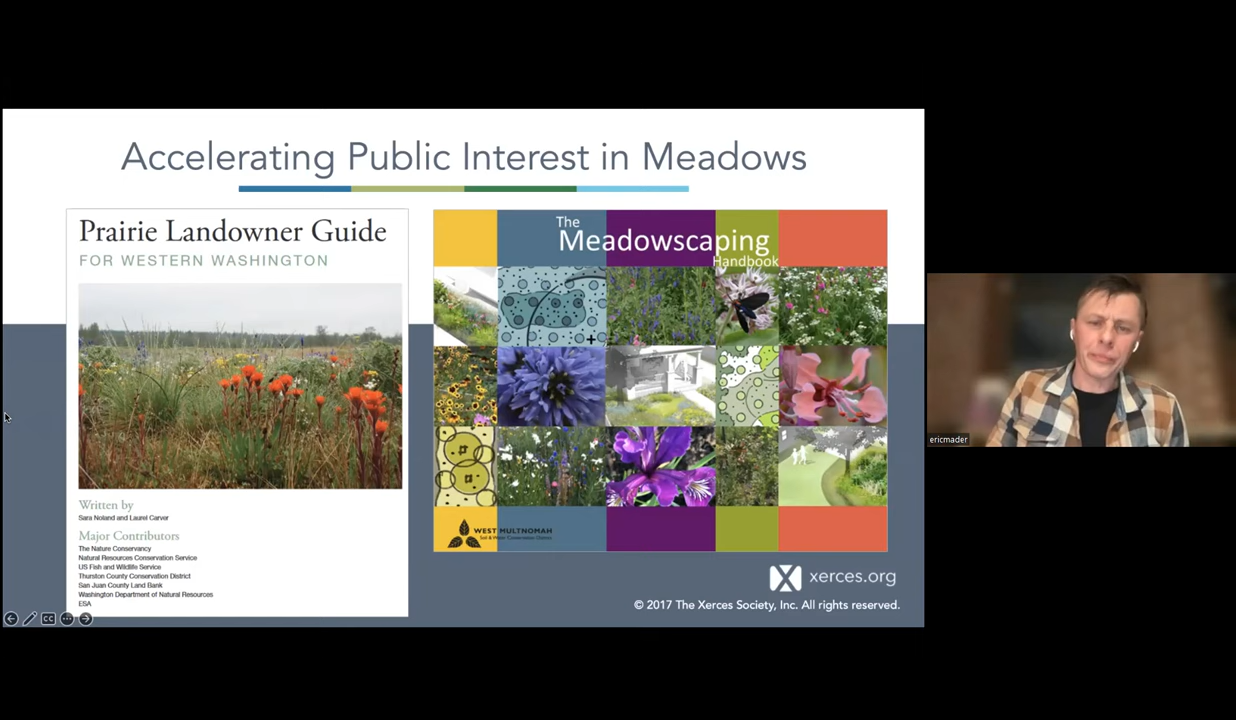 Accelerating Public Interest in Meadows
Prairie Landowner Guide
FOR WESTERN WASHINGTON
Written by
Sara Noland and Laurel Carver
Major Contributors
The Nature Conservancy
Natural Resources Conservation Service
US Fish and Wildlife Service
Thurston County Conservation District
San Juan County Land Bank
Washington Department of Natural Resources
ESA
The
Meadowscaping
Handbook
WEST MULTNOMAH
Soil & Water Conservation District
xerces.org
© 2017 The Xerces Society, Inc. All rights reserved.
CC
ericmader